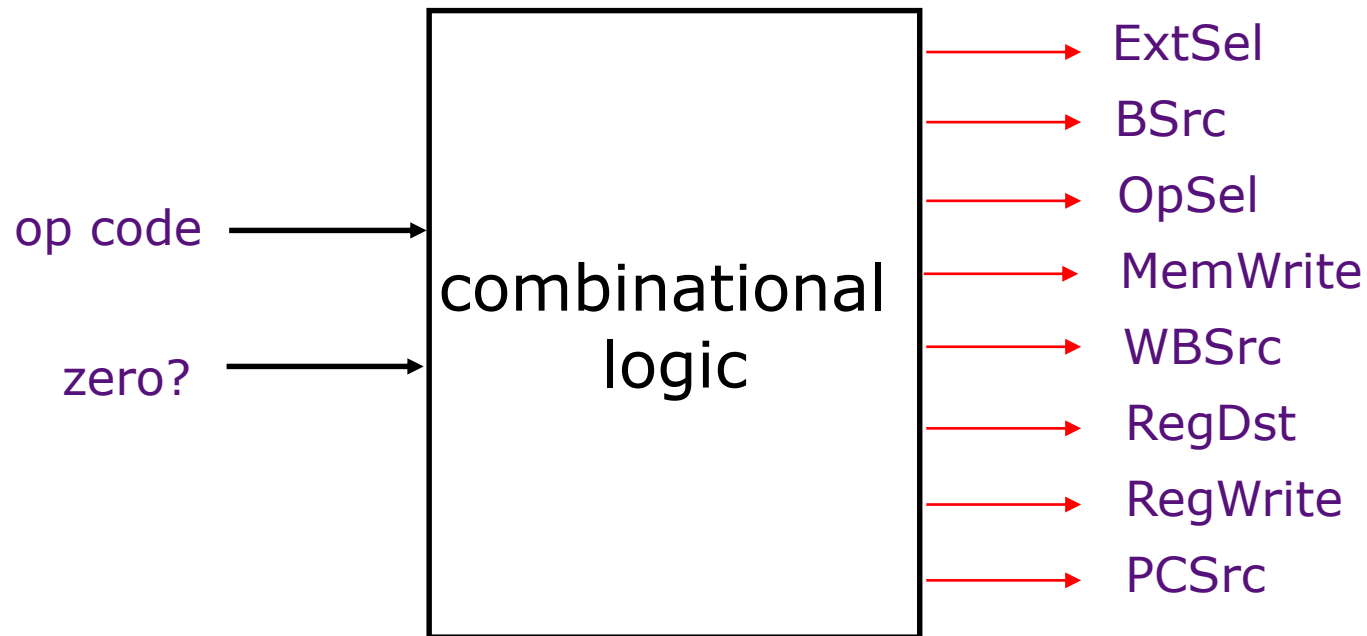 op code
zero?
combinational
logic
ExtSel
BSrc
OpSel
MemWrite
WBSrc
RegDst
RegWrite
PCSrc